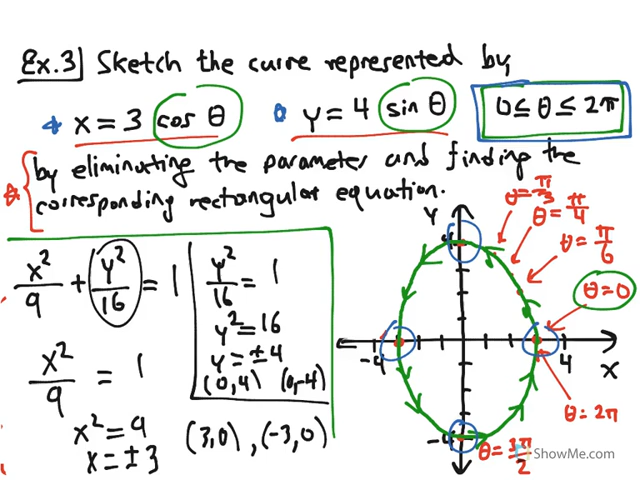 Ex.3 Sketch the curve represented by
x = 3 cos θ y = 4 sin θ 0 ≤ θ ≤ 2π
by eliminating the parameter and finding the
corresponding rectangular equation.
x²/9 + y²/16 = 1
x²/9 = 1
x² = 9
x = ±3
y²/16 = 1
y² = 16
y = ±4
(0,4) (0,-4)
(3,0), (-3,0)
Y
θ = π/3
θ = π/4
θ = π/6
θ = 0
4
-4
4
X
-4
θ = 2π
θ = 3π/2
ShowMe.com